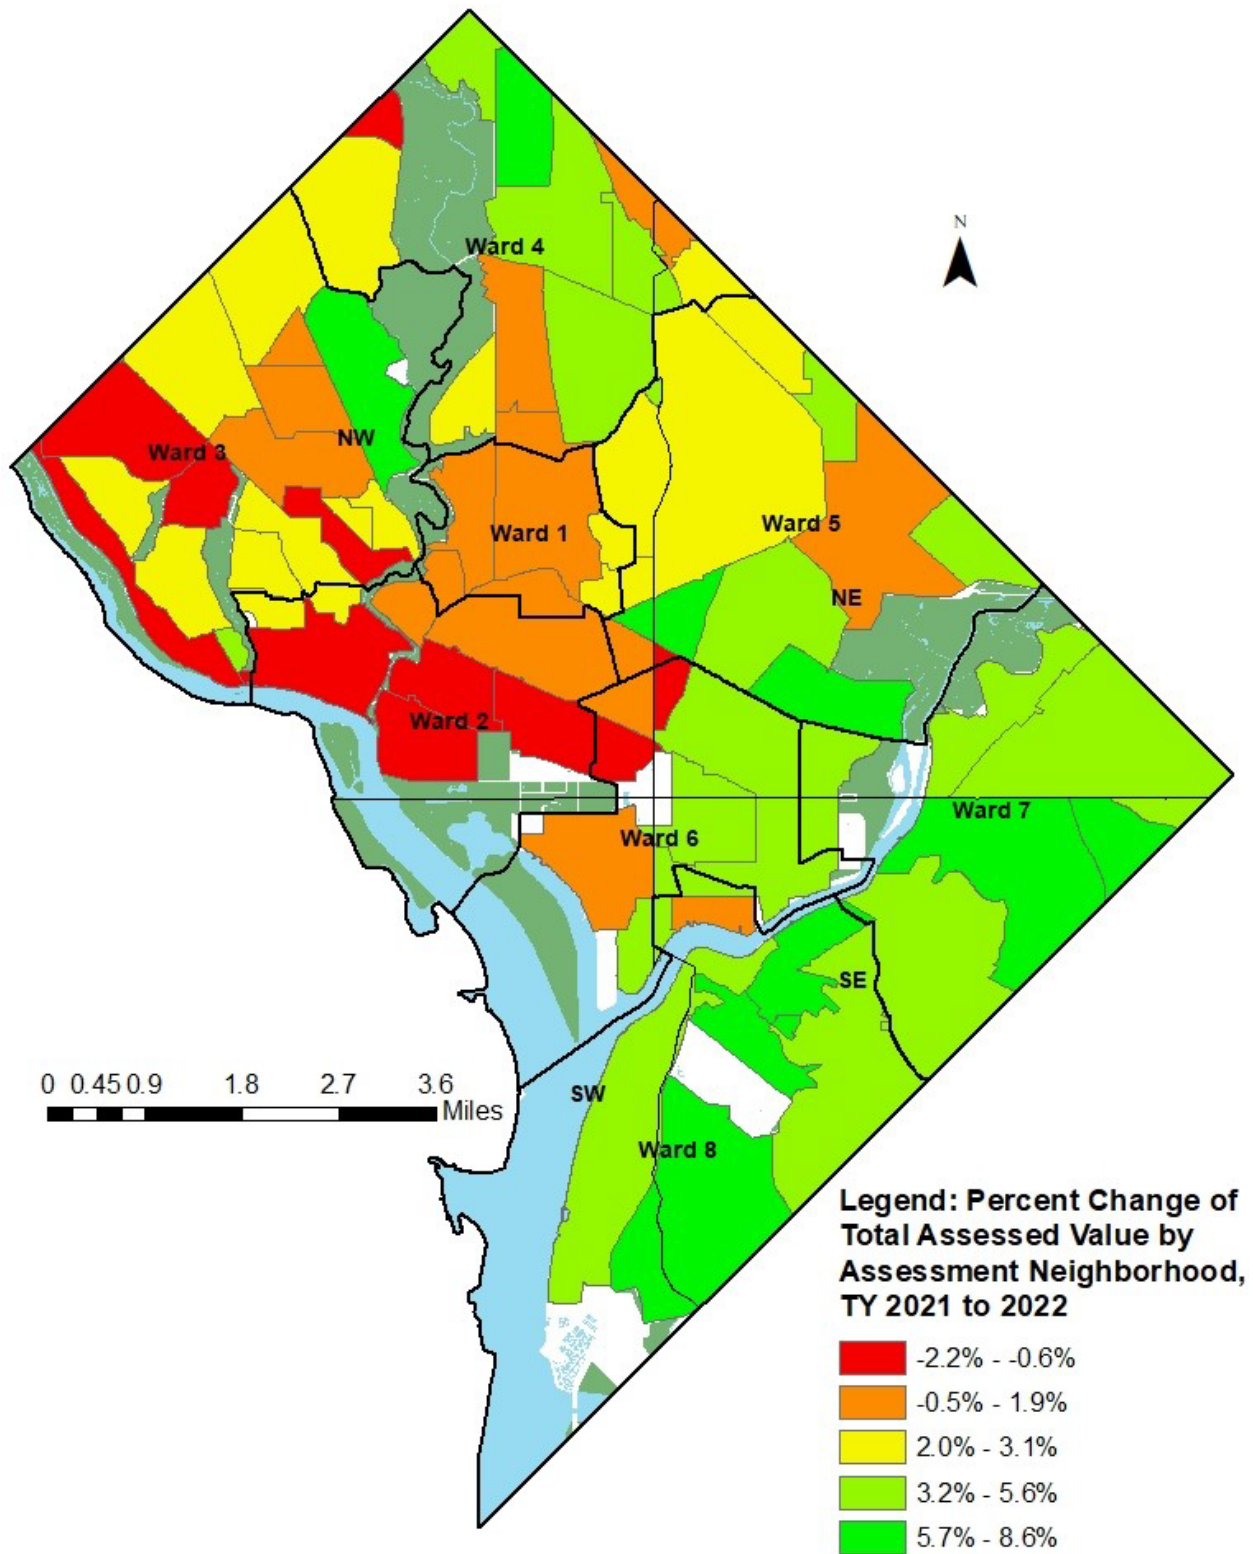 N
Ward 4
Ward 3
NW
Ward 1
Ward 5
NE
Ward 2
Ward 7
Ward 6
SE
0 0.45 0.9 1.8 2.7 3.6
Miles
SW
Ward 8
Legend: Percent Change of
Total Assessed Value by
Assessment Neighborhood,
TY 2021 to 2022
-2.2% - -0.6%
-0.5% - 1.9%
2.0% - 3.1%
3.2% - 5.6%
5.7% - 8.6%